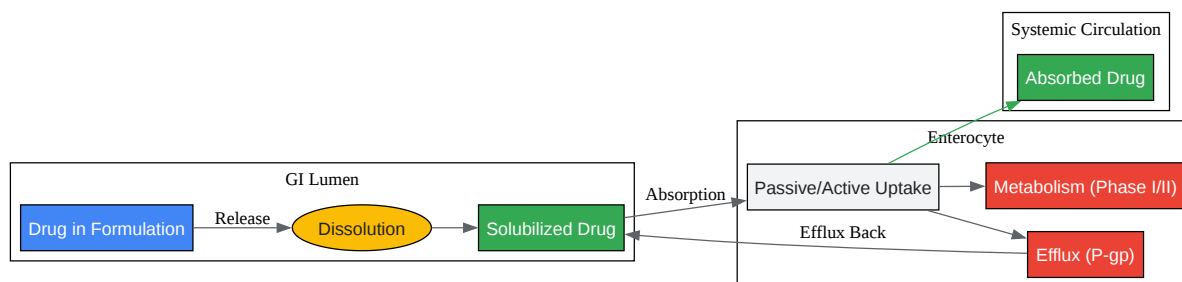 Systemic Circulation
Absorbed Drug
Enterocyte
GI Lumen
Drug in Formulation
Release
Dissolution
Solubilized Drug
Absorption
Passive/Active Uptake
Metabolism (Phase I/II)
Efflux Back
Efflux (P-gp)